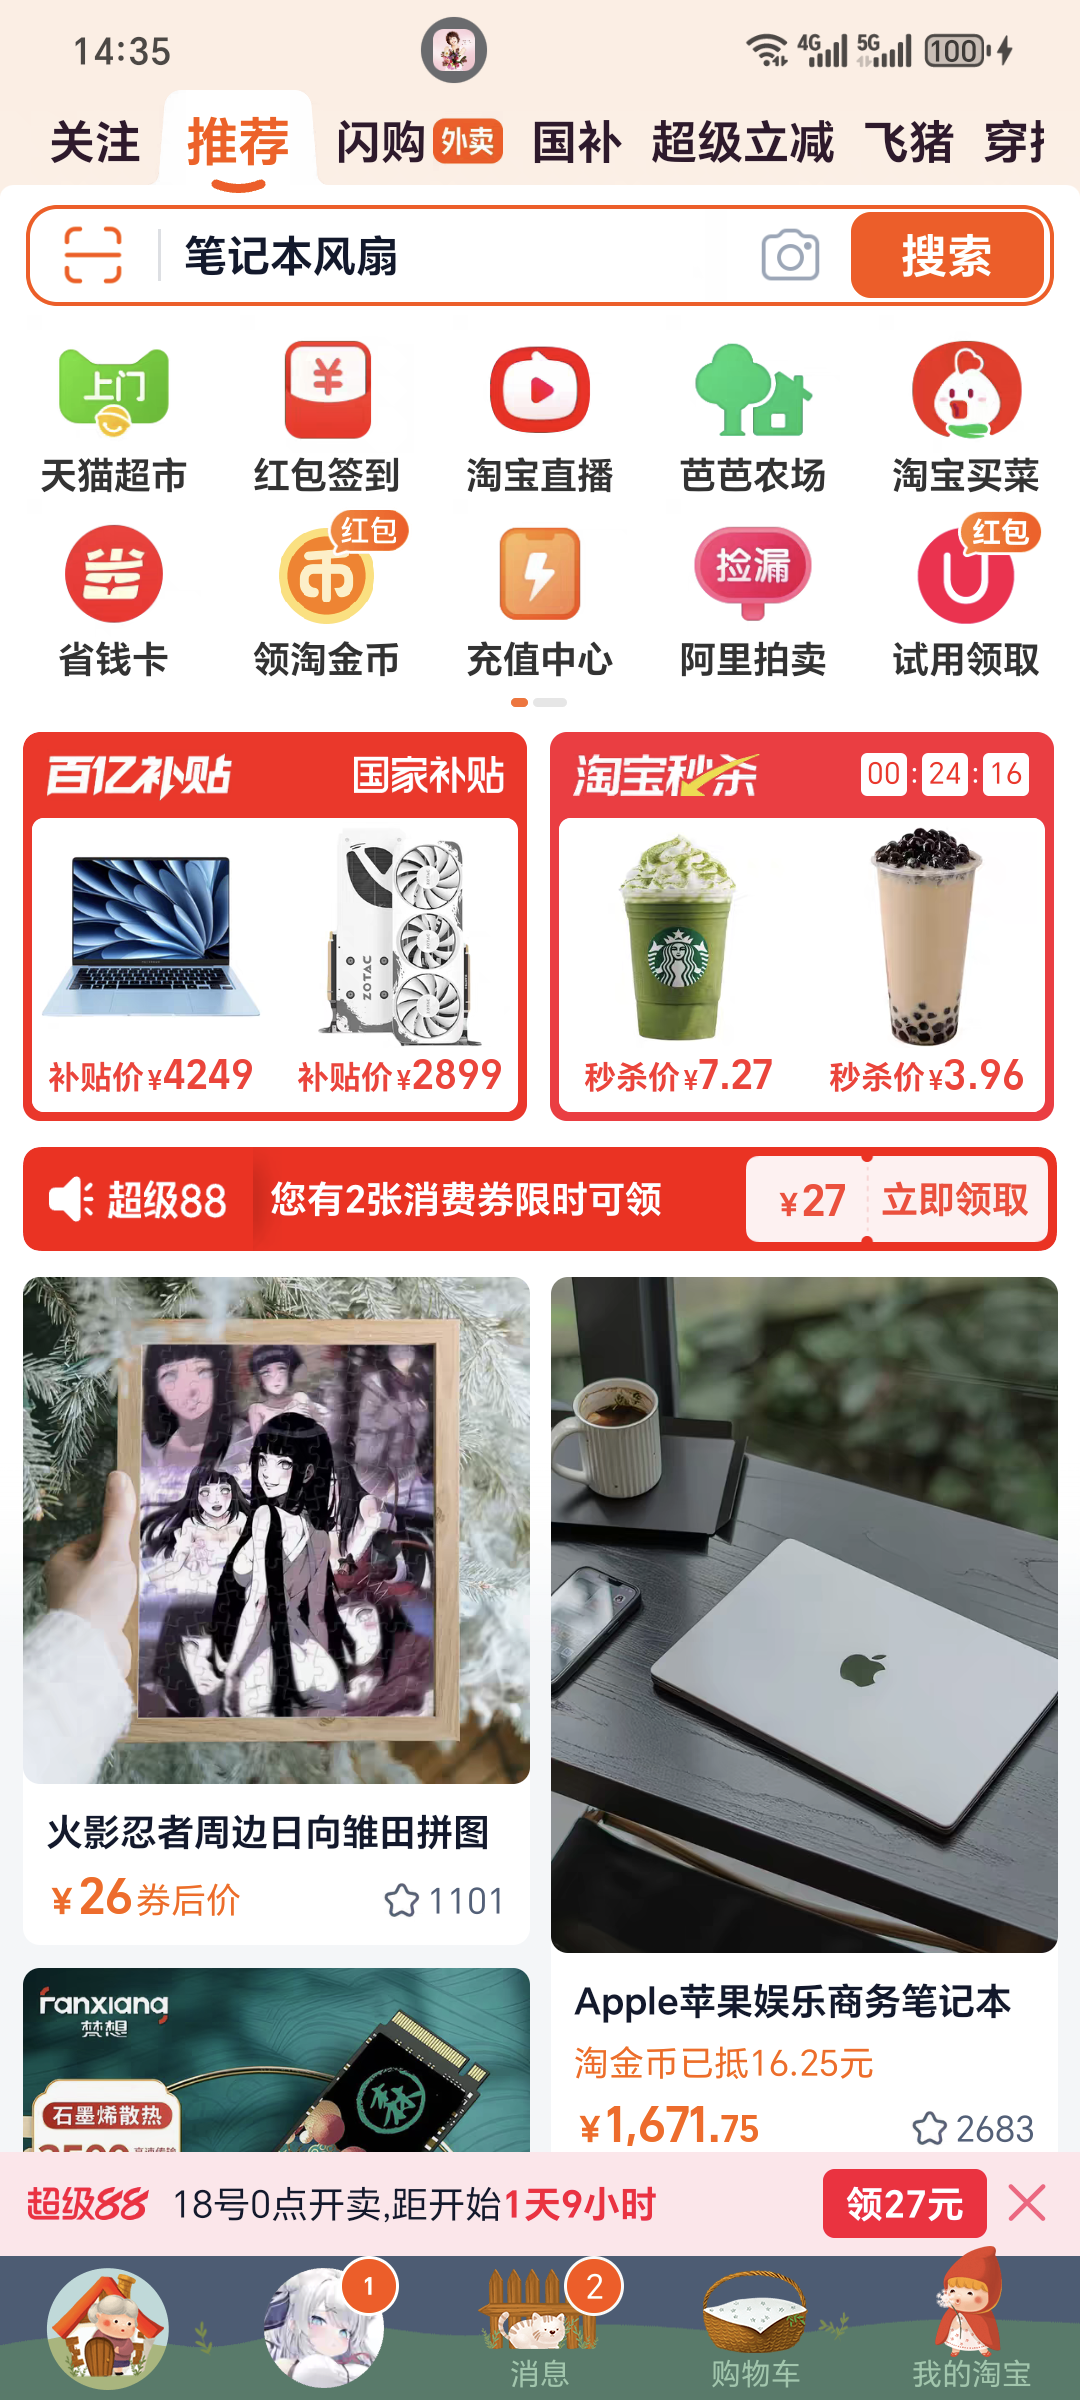 14:35
4G 5G 100
关注 推荐 闪购 外卖 国补 超级立减 飞猪
笔记本风扇 搜索
上门 ¥
天猫超市 红包签到 淘宝直播 芭芭农场 淘宝买菜
省 币 红包 捡漏 红包
省钱卡 领淘金币 充值中心 阿里拍卖 试用领取
百亿补贴 国家补贴
ZOTAC
补贴价¥4249 补贴价¥2899
淘宝秒杀 00:24:16
秒杀价¥7.27 秒杀价¥3.96
超级88 您有2张消费券限时可领 ¥27 立即领取
火影忍者周边日向雏田拼图
¥26券后价 1101
Apple苹果娱乐商务笔记本
淘金币已抵16.25元
¥1,671.75 2683
Fanxiang
梵想
石墨烯散热
超级88 18号0点开卖,距开始1天9小时 领27元
1 2
消息 购物车 我的淘宝